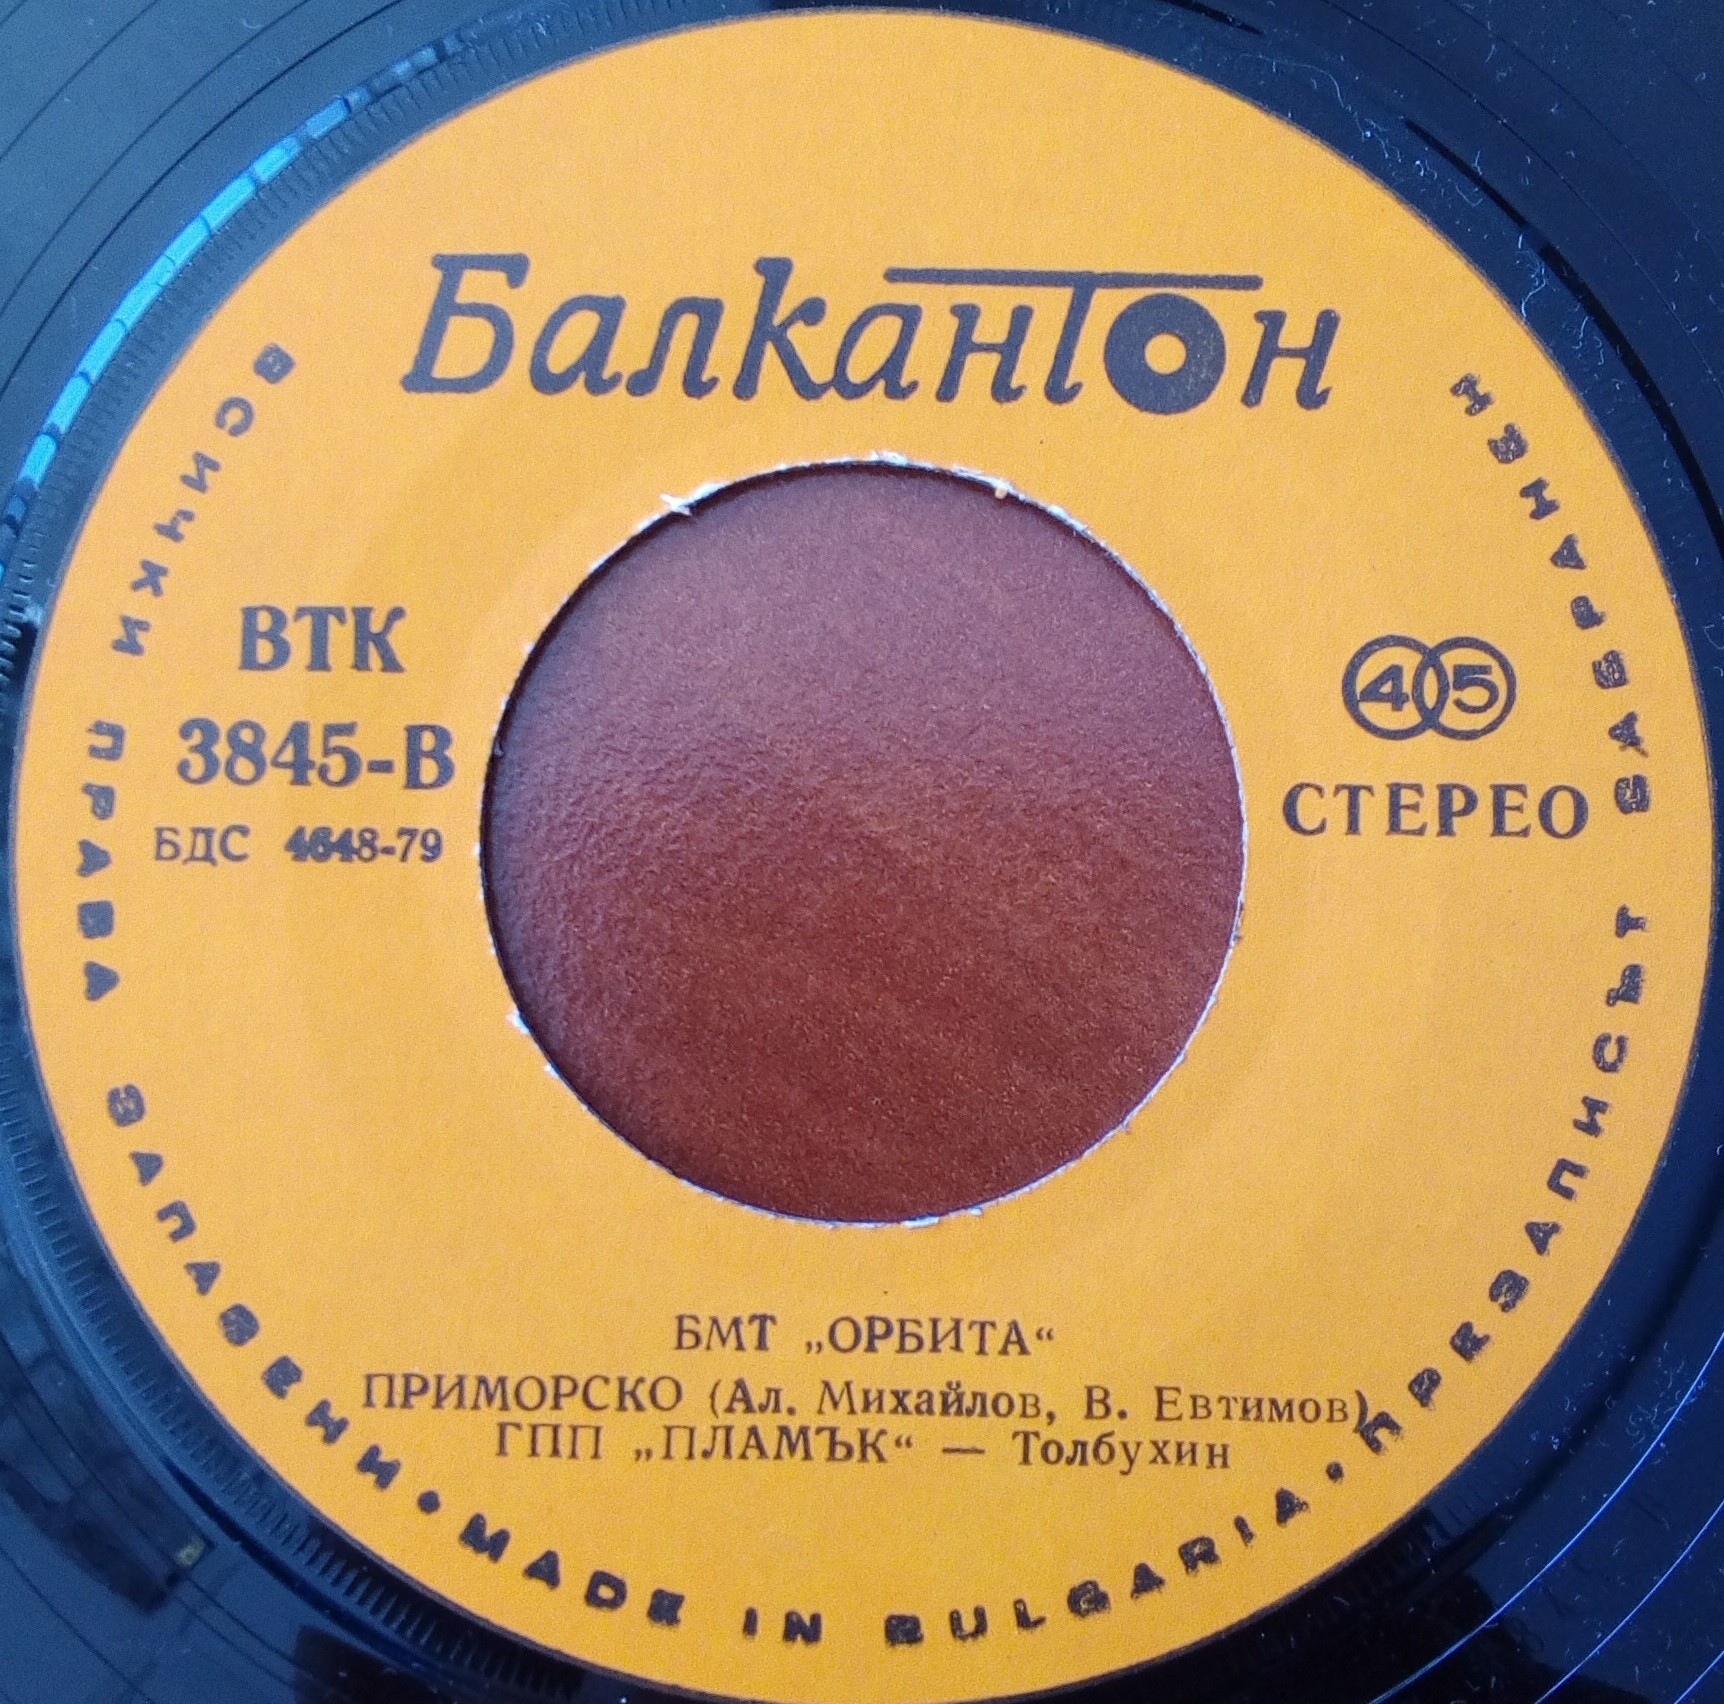 Балкантон
ВТК
3845-В
БДС 4648-79
45
СТЕРЕО
БМТ „ОРБИТА“
ПРИМОРСКО (Ал. Михайлов, В. Евтимов)
ГПП „ПЛАМЪК“ — Толбухин
ВСИЧКИ ПРАВА ЗАПАЗЕНИ • MADE IN BULGARIA • ПРЕЗАПИСЪТ ЗАБРАНЕН